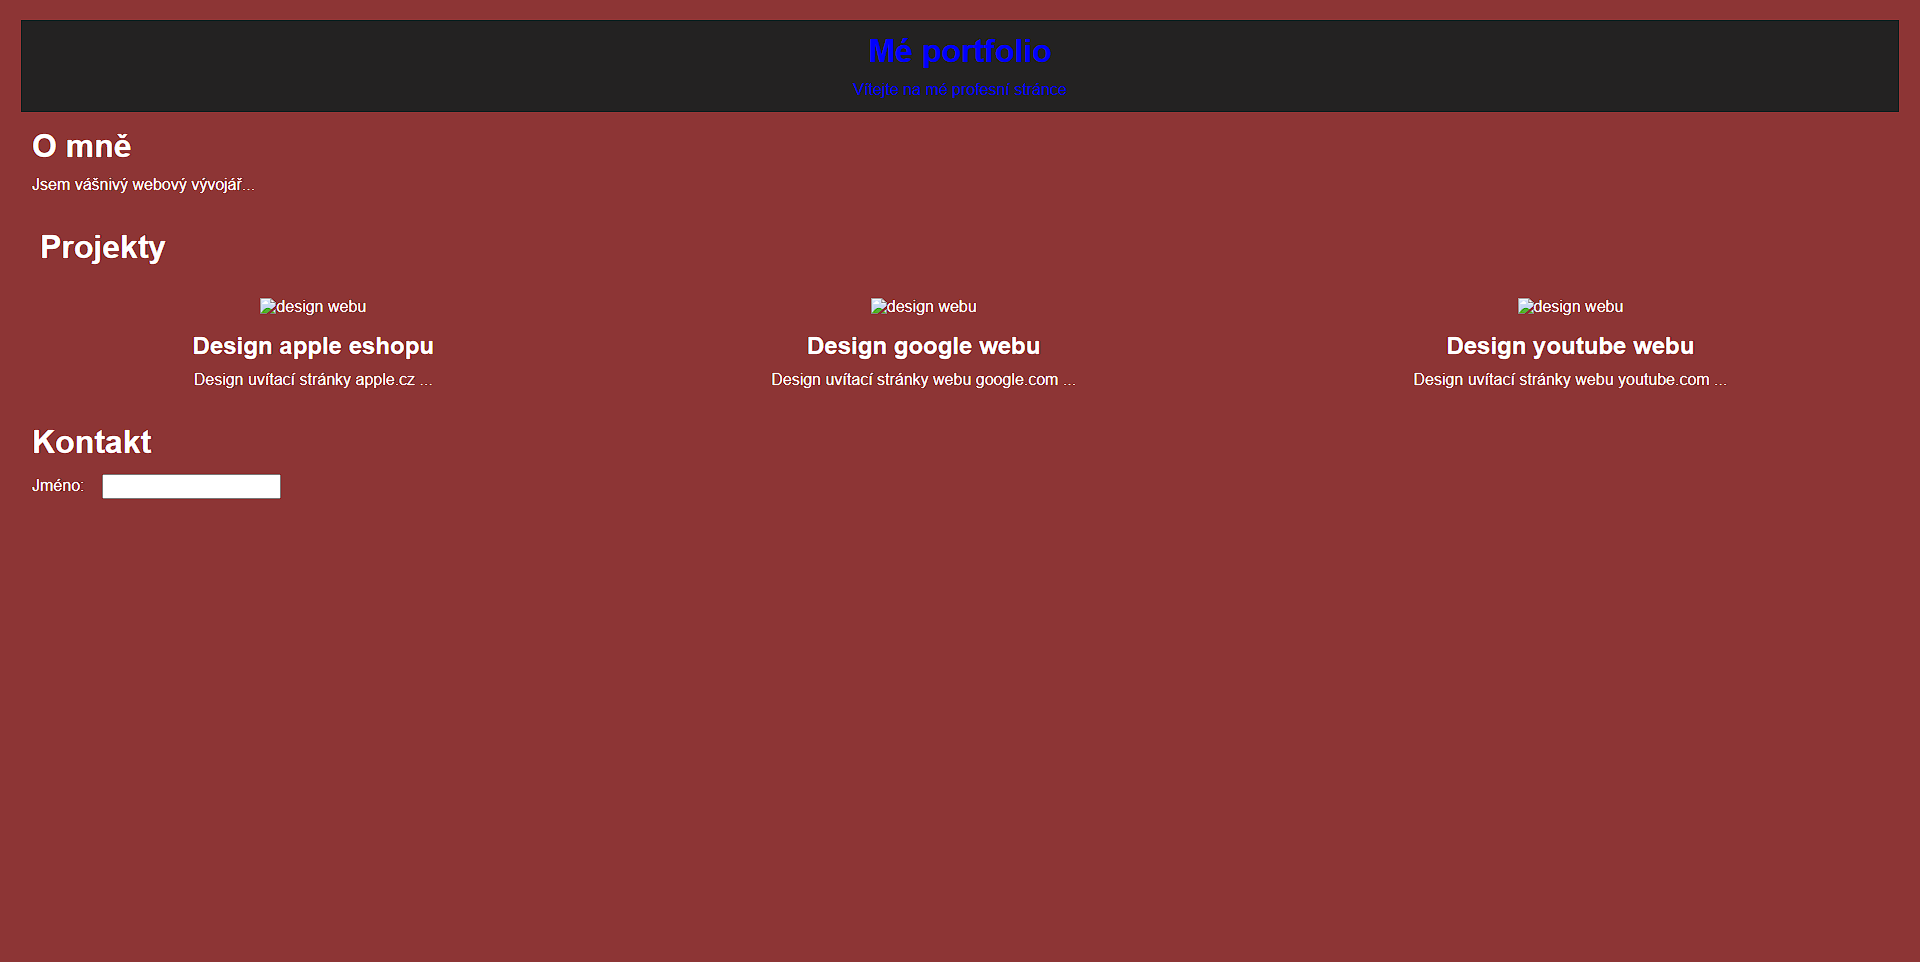 Mé portfolio
Vítejte na mé profesní stránce
O mně
Jsem vášnivý webový vývojář...
Projekty
design webu
design webu
design webu
Design apple eshopu
Design google webu
Design youtube webu
Design uvítací stránky apple.cz ...
Design uvítací stránky webu google.com ...
Design uvítací stránky webu youtube.com ...
Kontakt
Jméno: